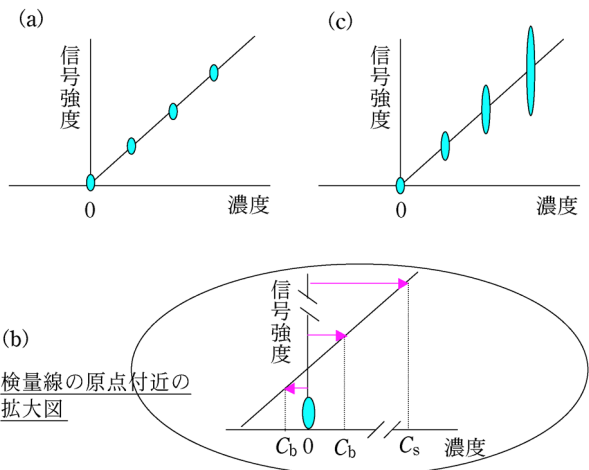 (a)
信号強度
0
濃度
(c)
信号強度
0
濃度
(b)
検量線の原点付近の
拡大図
信号強度
Cb 0 Cb Cs 濃度